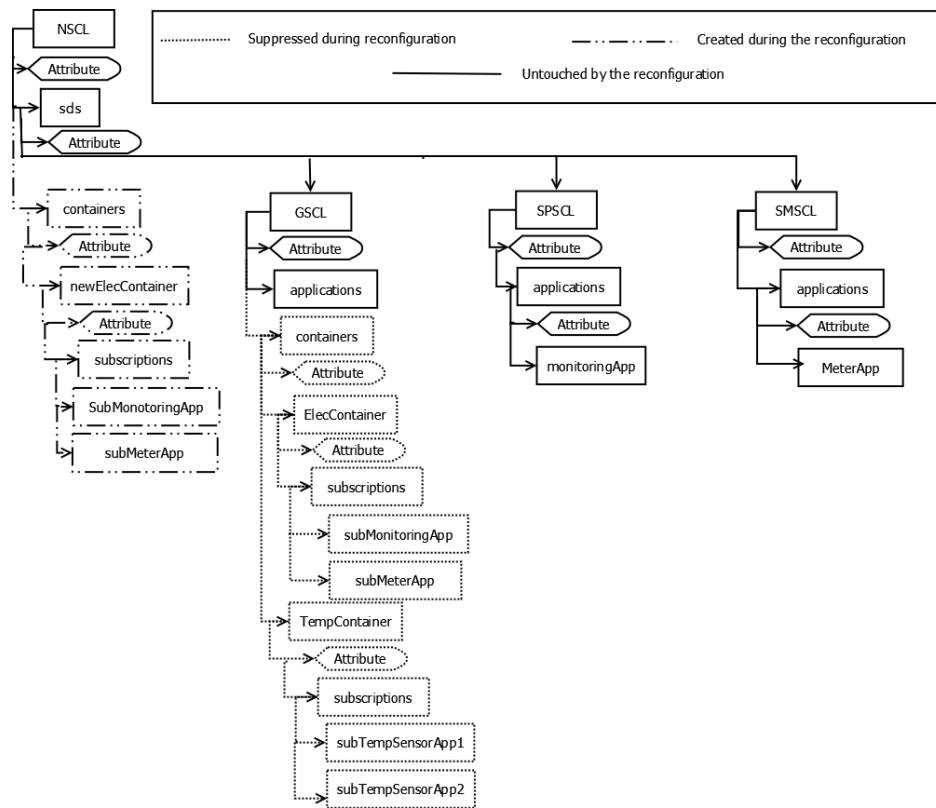 NSCL
Suppressed during reconfiguration
Created during the reconfiguration
Untouched by the reconfiguration
Attribute
sds
Attribute
containers
Attribute
newElecContainer
Attribute
subscriptions
SubMonotoringApp
subMeterApp
GSCL
Attribute
applications
containers
Attribute
ElecContainer
Attribute
subscriptions
subMonitoringApp
subMeterApp
TempContainer
Attribute
subscriptions
subTempSensorApp1
subTempSensorApp2
SPSCL
Attribute
applications
Attribute
monitoringApp
SMSCL
Attribute
applications
Attribute
MeterApp